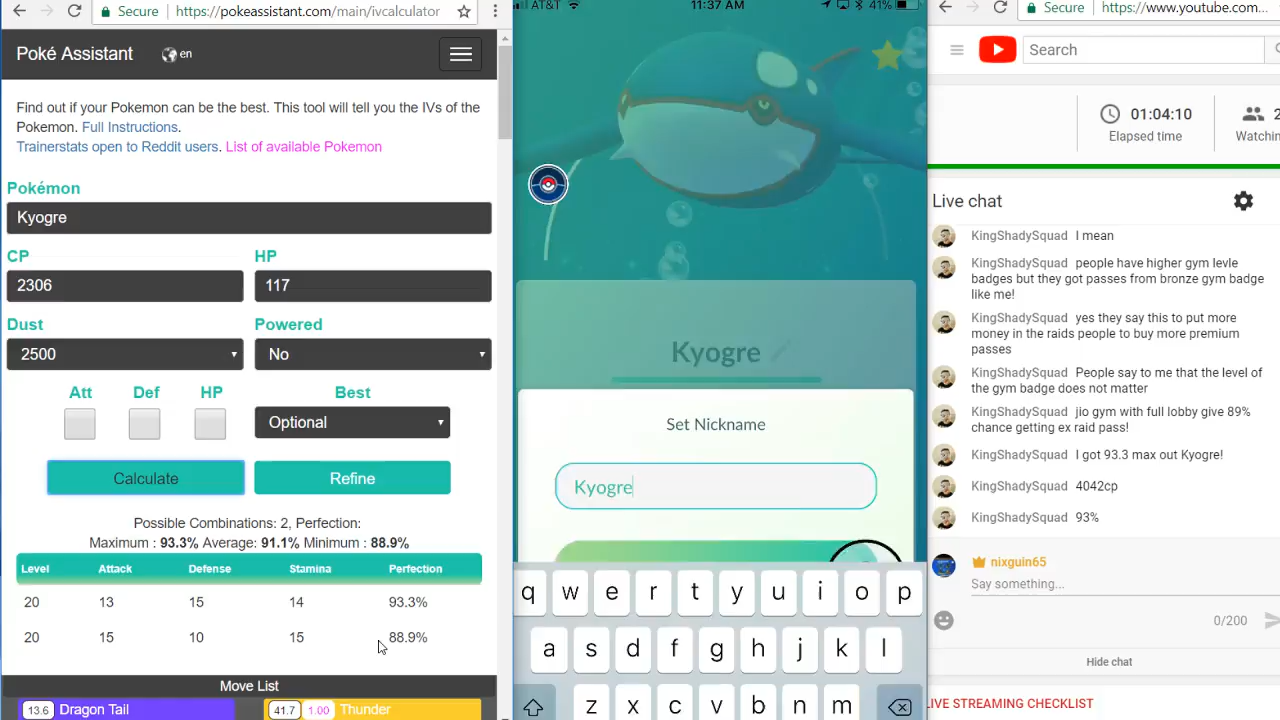 Secure https://pokeassistant.com/main/ivcalculator
Poké Assistant en
Find out if your Pokemon can be the best. This tool will tell you the IVs of the
Pokemon. Full Instructions.
Trainerstats open to Reddit users. List of available Pokemon
Pokémon
Kyogre
CP HP
2306 117
Dust Powered
2500 No
Att Def HP Best
Optional
Calculate Refine
Possible Combinations: 2, Perfection:
Maximum : 93.3% Average: 91.1% Minimum : 88.9%
Level Attack Defense Stamina Perfection
20 13 15 14 93.3%
20 15 10 15 88.9%
Move List
13.6 Dragon Tail 41.7 1.00 Thunder
AT&T 11:37 AM 41%
Kyogre
Set Nickname
Kyogre
q w e r t y u i o p
a s d f g h j k l
z x c v b n m
Secure https://www.youtube.com...
Search
01:04:10
Elapsed time
2
Watchin
Live chat
KingShadySquad I mean
KingShadySquad people have higher gym levle
badges but they got passes from bronze gym badge
like me!
KingShadySquad yes they say this to put more
money in the raids people to buy more premium
passes
KingShadySquad People say to me that the level of
the gym badge does not matter
KingShadySquad jio gym with full lobby give 89%
chance getting ex raid pass!
KingShadySquad I got 93.3 max out Kyogre!
KingShadySquad 4042cp
KingShadySquad 93%
nixguin65
Say something...
0/200
Hide chat
LIVE STREAMING CHECKLIST